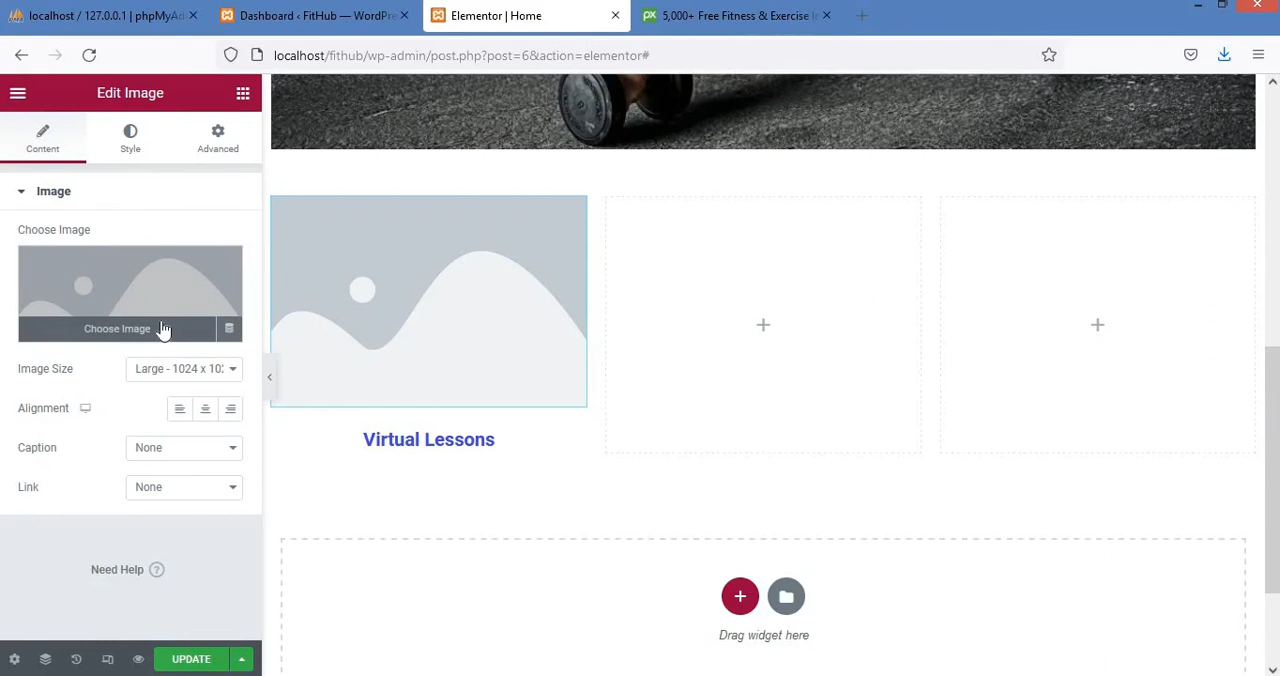 localhost / 127.0.0.1 | phpMyAd
Dashboard ‹ FitHub — WordPre
Elementor | Home
5,000+ Free Fitness & Exercise I
localhost/fithub/wp-admin/post.php?post=6&action=elementor#
Edit Image
Content
Style
Advanced
Image
Choose Image
Choose Image
Image Size
Large - 1024 x 102
Alignment
Caption
None
Link
None
Need Help ?
UPDATE
Virtual Lessons
Drag widget here